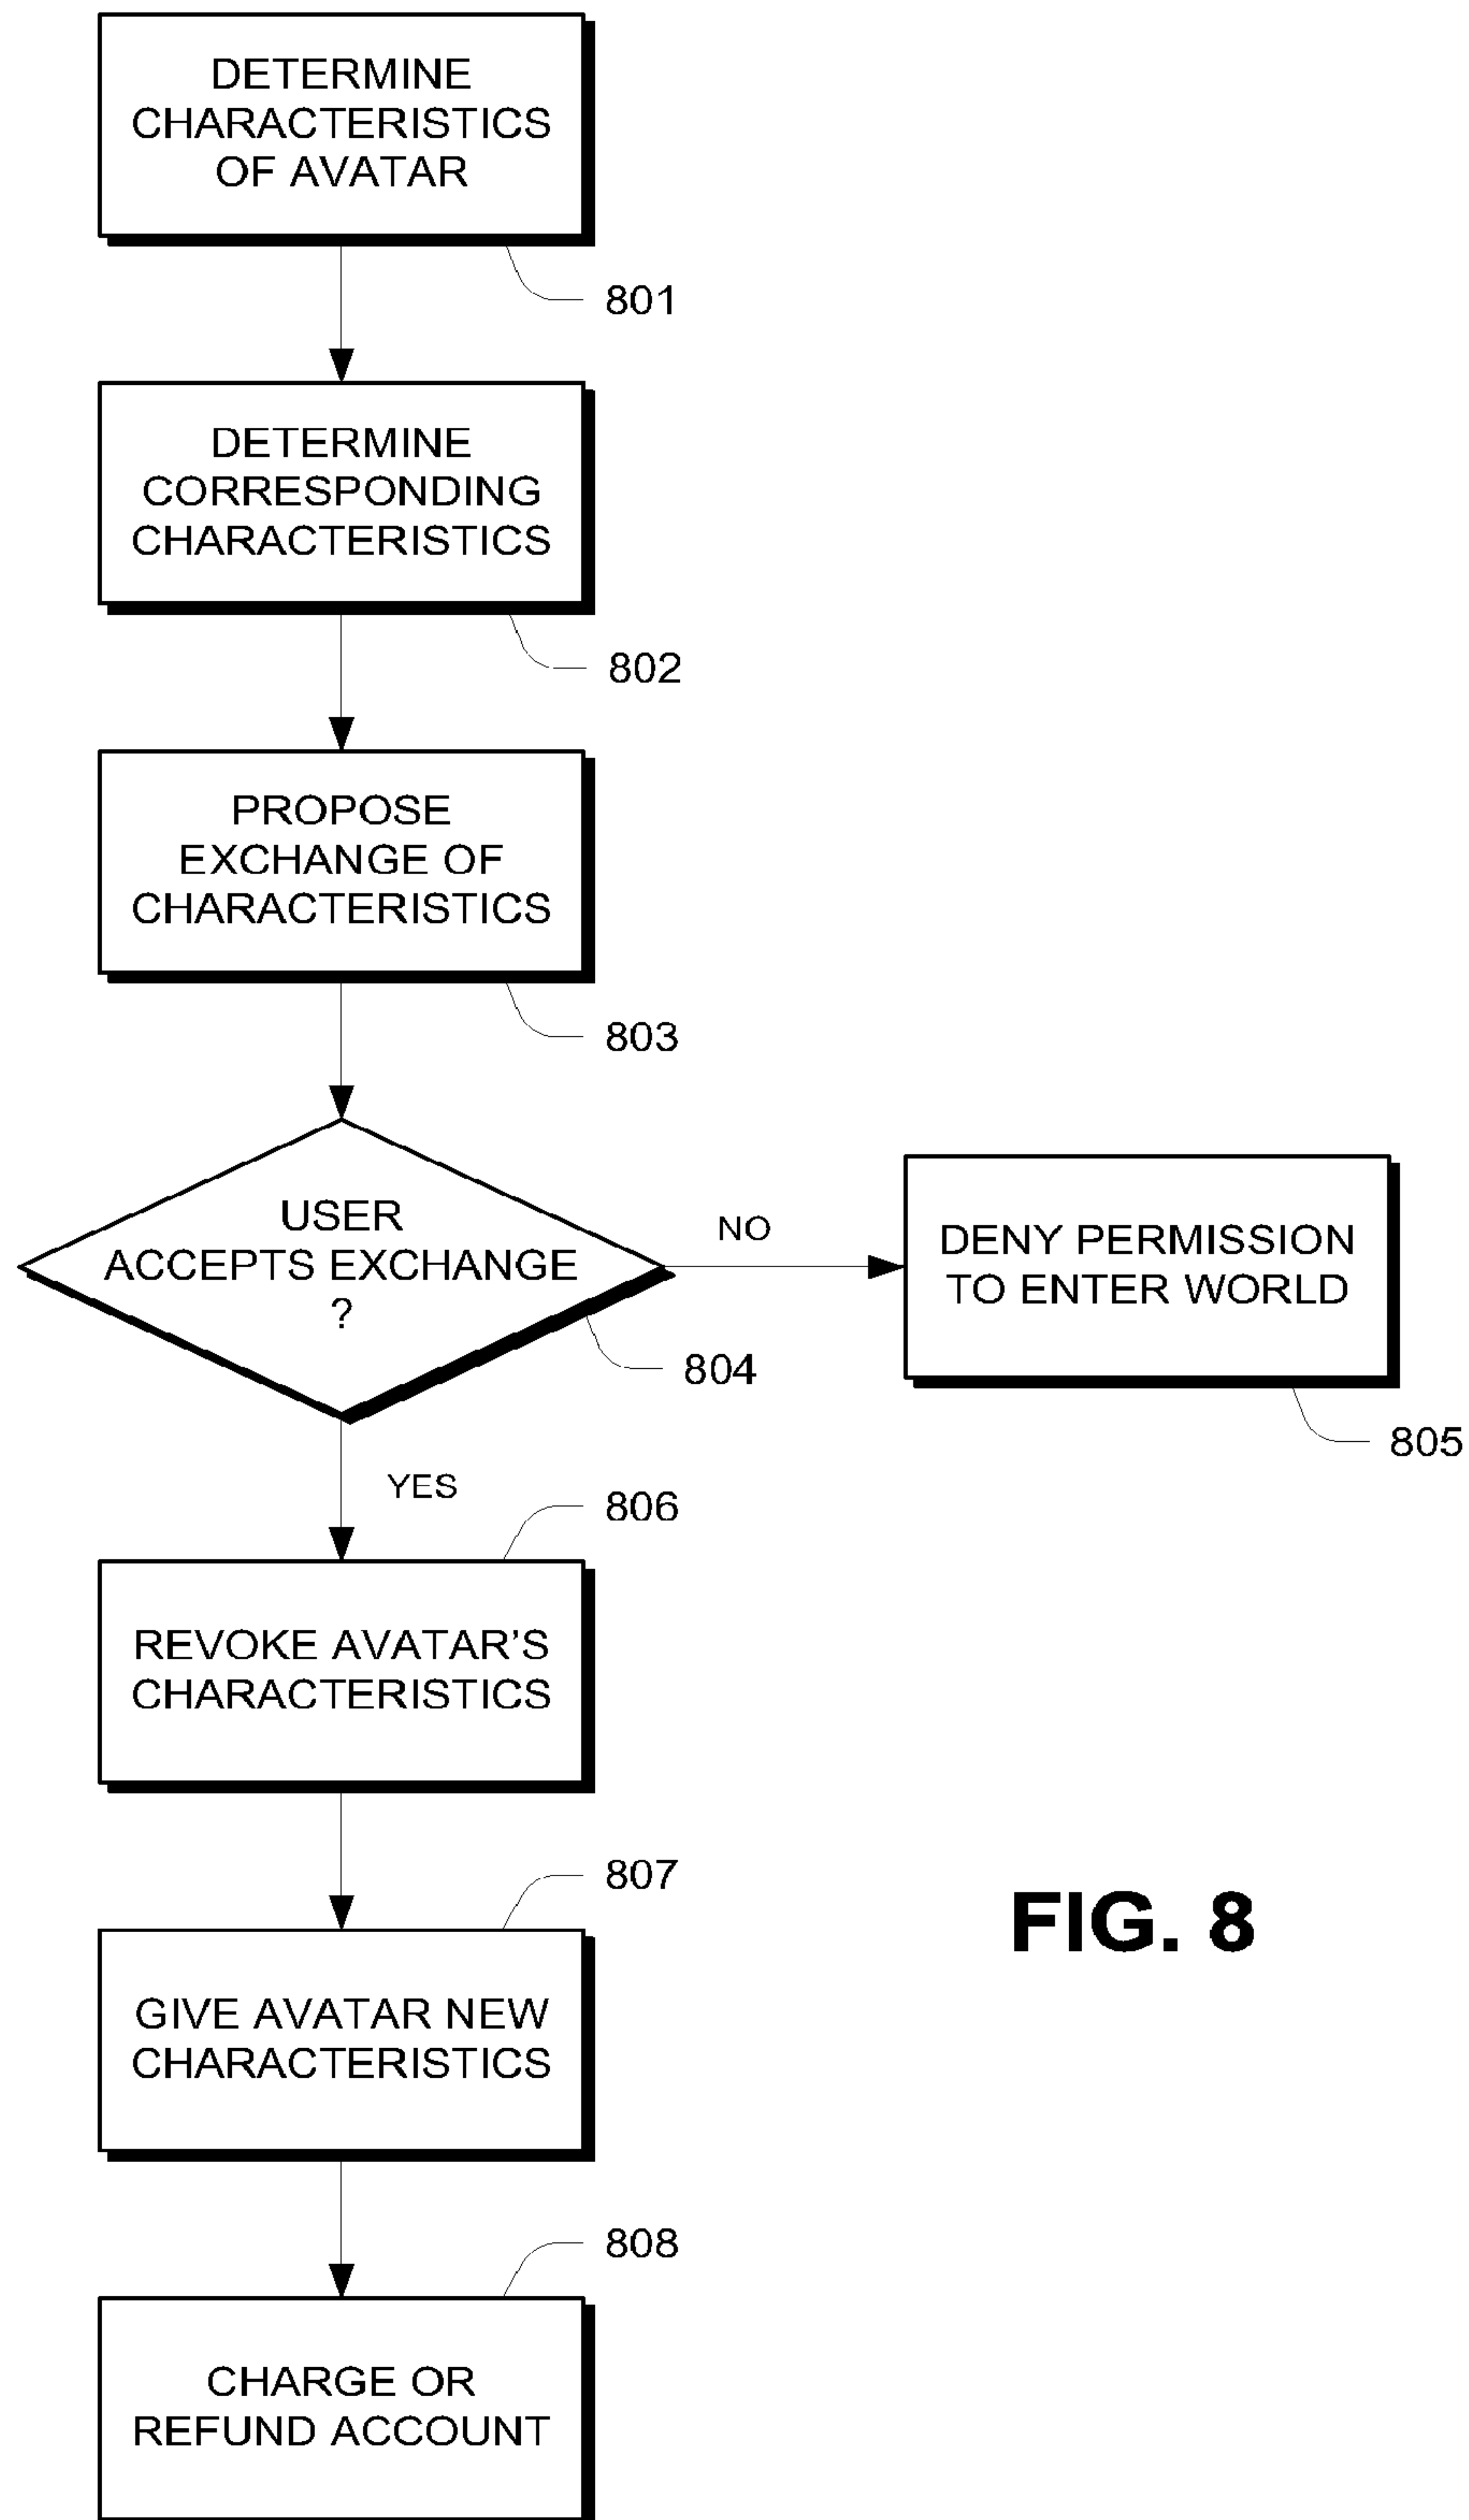 DETERMINE
CHARACTERISTICS
OF AVATAR
801
DETERMINE
CORRESPONDING
CHARACTERISTICS
802
PROPOSE
EXCHANGE OF
CHARACTERISTICS
803
USER
ACCEPTS EXCHANGE
?
804
NO
DENY PERMISSION
TO ENTER WORLD
805
YES
806
REVOKE AVATAR'S
CHARACTERISTICS
807
GIVE AVATAR NEW
CHARACTERISTICS
808
CHARGE OR
REFUND ACCOUNT
FIG. 8